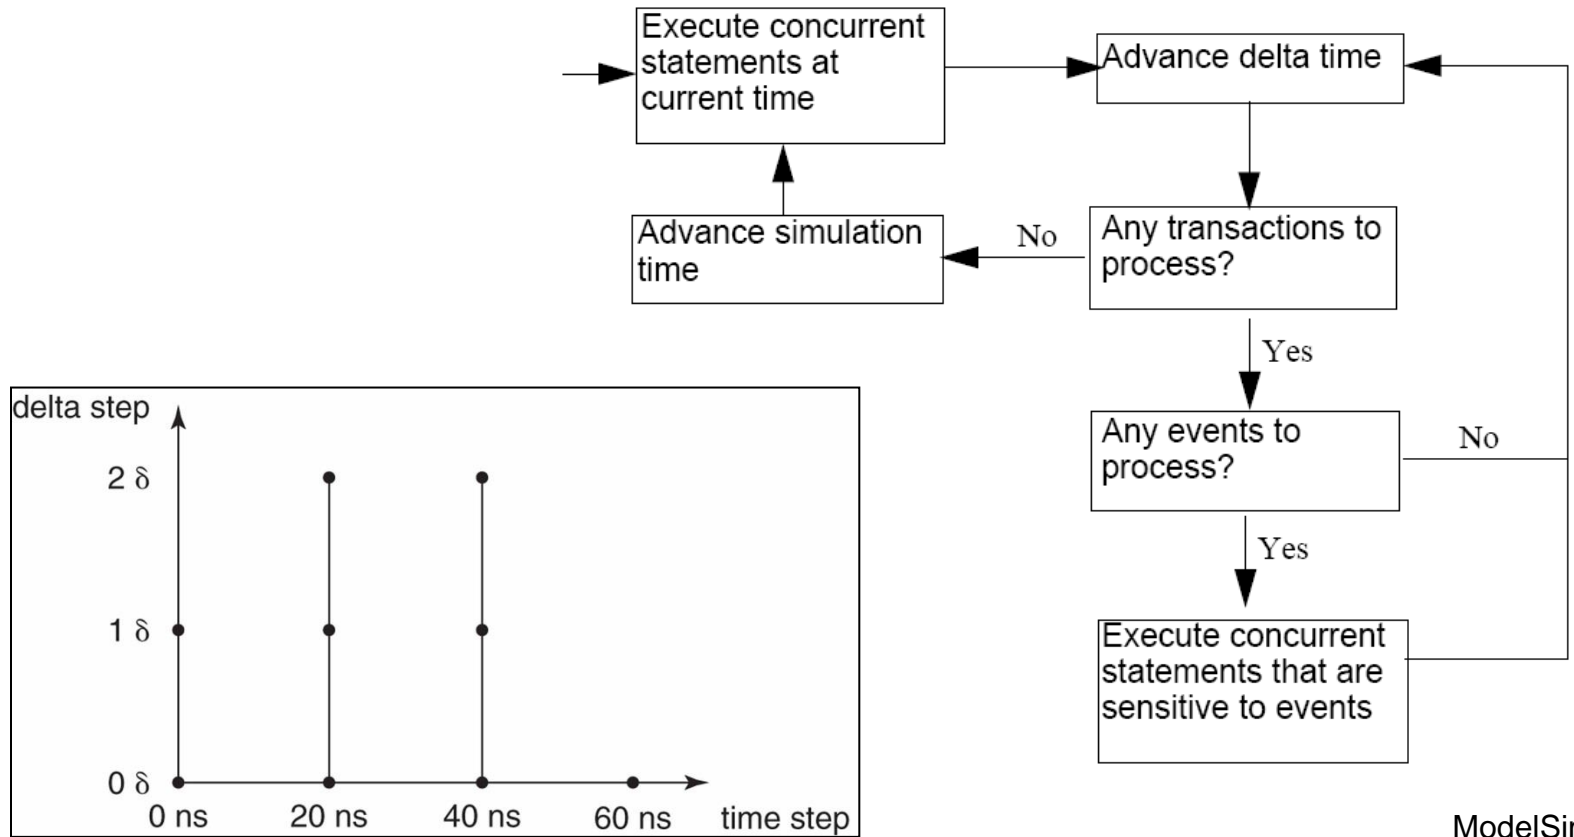 Execute concurrent
statements at
current time
Advance delta time
Advance simulation
time
No
Any transactions to
process?
Yes
Any events to
process?
No
Yes
Execute concurrent
statements that are
sensitive to events
delta step
2 δ
1 δ
0 δ
0 ns
20 ns
40 ns
60 ns
time step